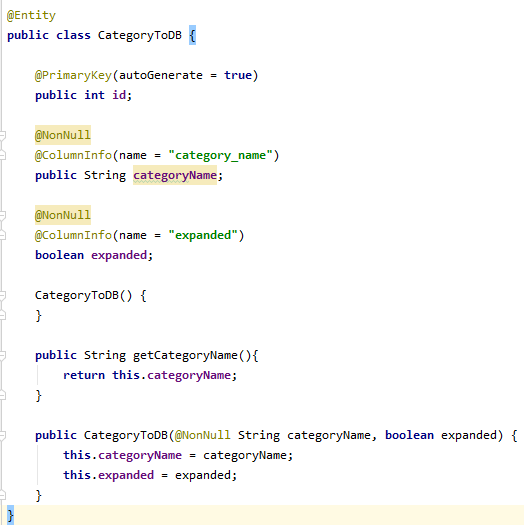 @Entity
public class CategoryToDB {
@PrimaryKey(autoGenerate = true)
public int id;
@NonNull
@ColumnInfo(name = "category_name")
public String categoryName;
@NonNull
@ColumnInfo(name = "expanded")
boolean expanded;
CategoryToDB() {
}
public String getCategoryName(){
return this.categoryName;
}
public CategoryToDB(@NonNull String categoryName, boolean expanded) {
this.categoryName = categoryName;
this.expanded = expanded;
}
}